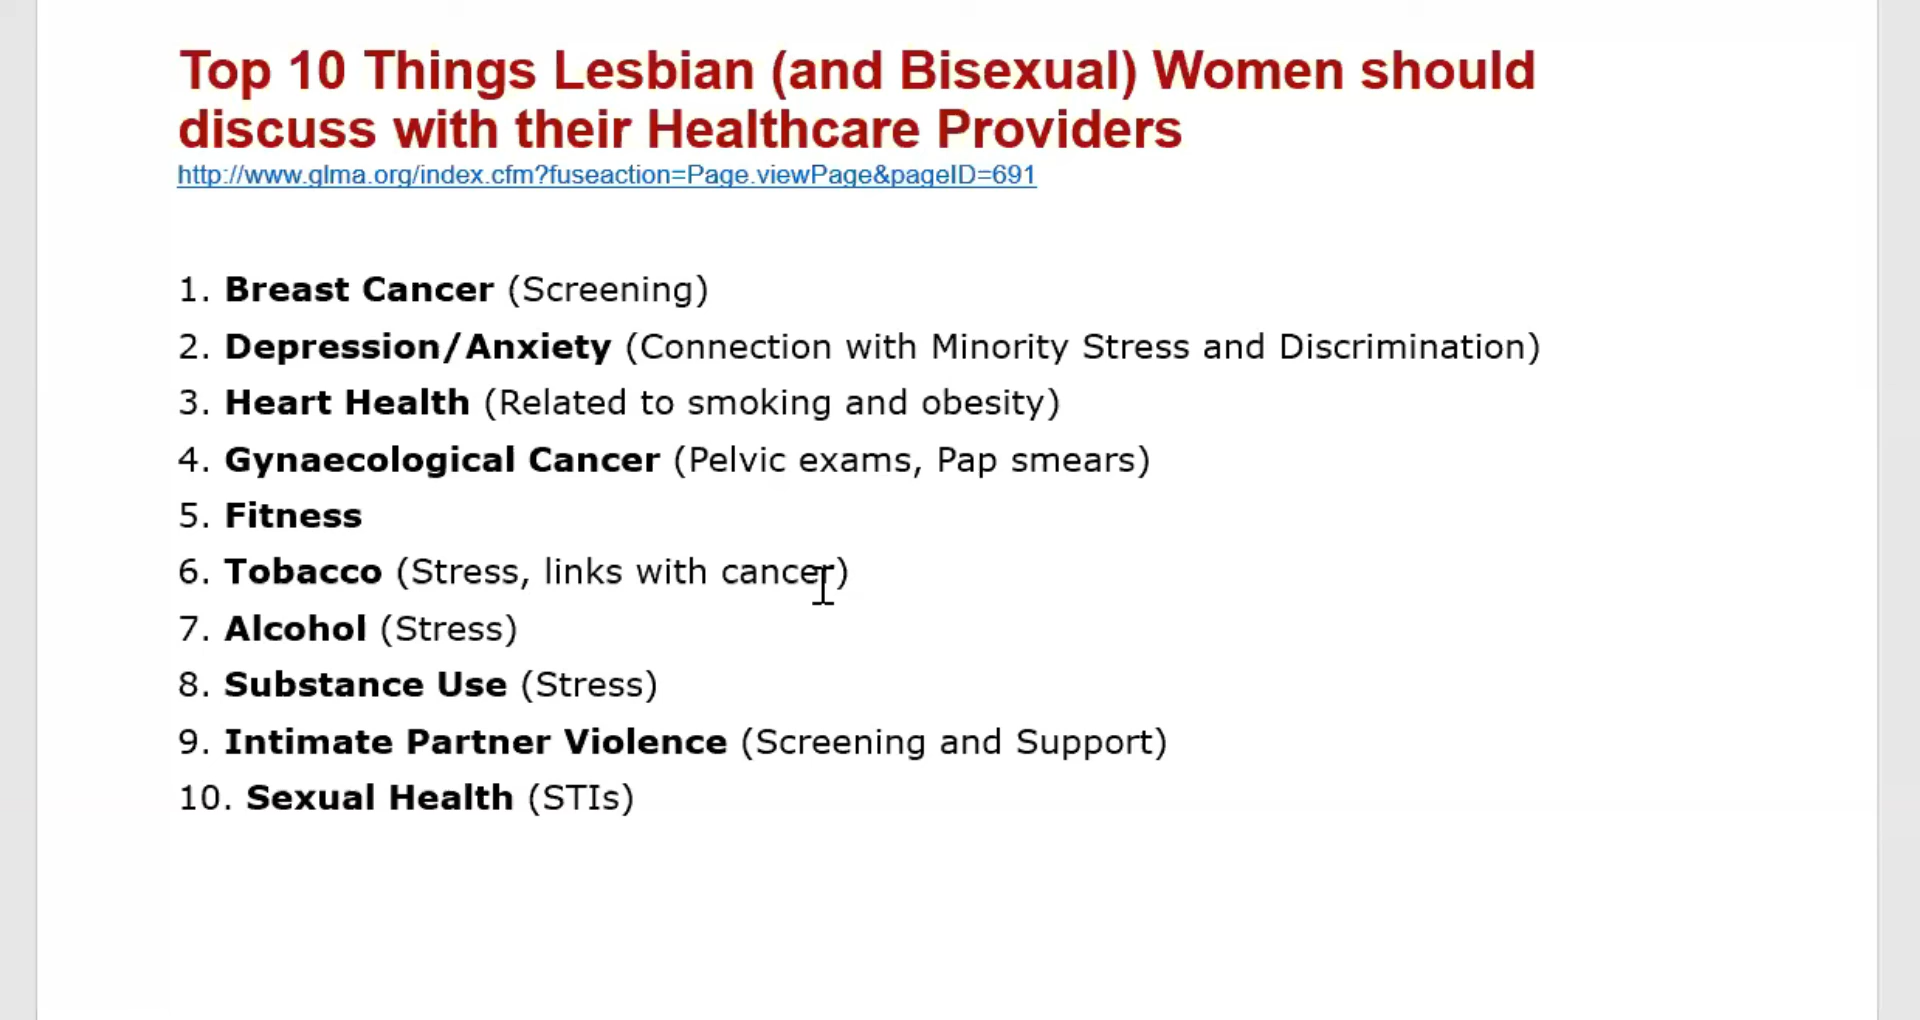 Top 10 Things Lesbian (and Bisexual) Women should
discuss with their Healthcare Providers
http://www.glma.org/index.cfm?fuseaction=Page.viewPage&pageID=691
1. Breast Cancer (Screening)
2. Depression/Anxiety (Connection with Minority Stress and Discrimination)
3. Heart Health (Related to smoking and obesity)
4. Gynaecological Cancer (Pelvic exams, Pap smears)
5. Fitness
6. Tobacco (Stress, links with cancer)
7. Alcohol (Stress)
8. Substance Use (Stress)
9. Intimate Partner Violence (Screening and Support)
10. Sexual Health (STIs)